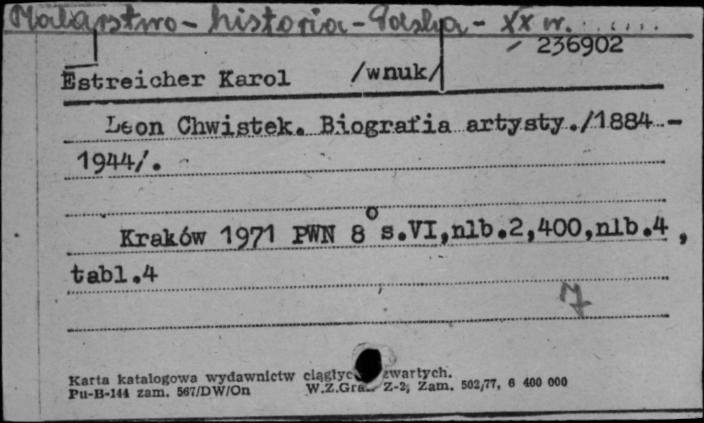 Malarstwo - historia - Polska - XX w.
236902
Estreicher Karol /wnuk/
Leon Chwistek. Biografia artysty./1884 -
1944/.
Kraków 1971 PWN 8° s.VI,nlb.2,400,nlb.4,
tabl.4
Karta katalogowa wydawnictw zwartych.
Pu-B-144 zam. 567/DW/On W.Z.Graf. Z-2, Zam. 502/77, 6 400 000